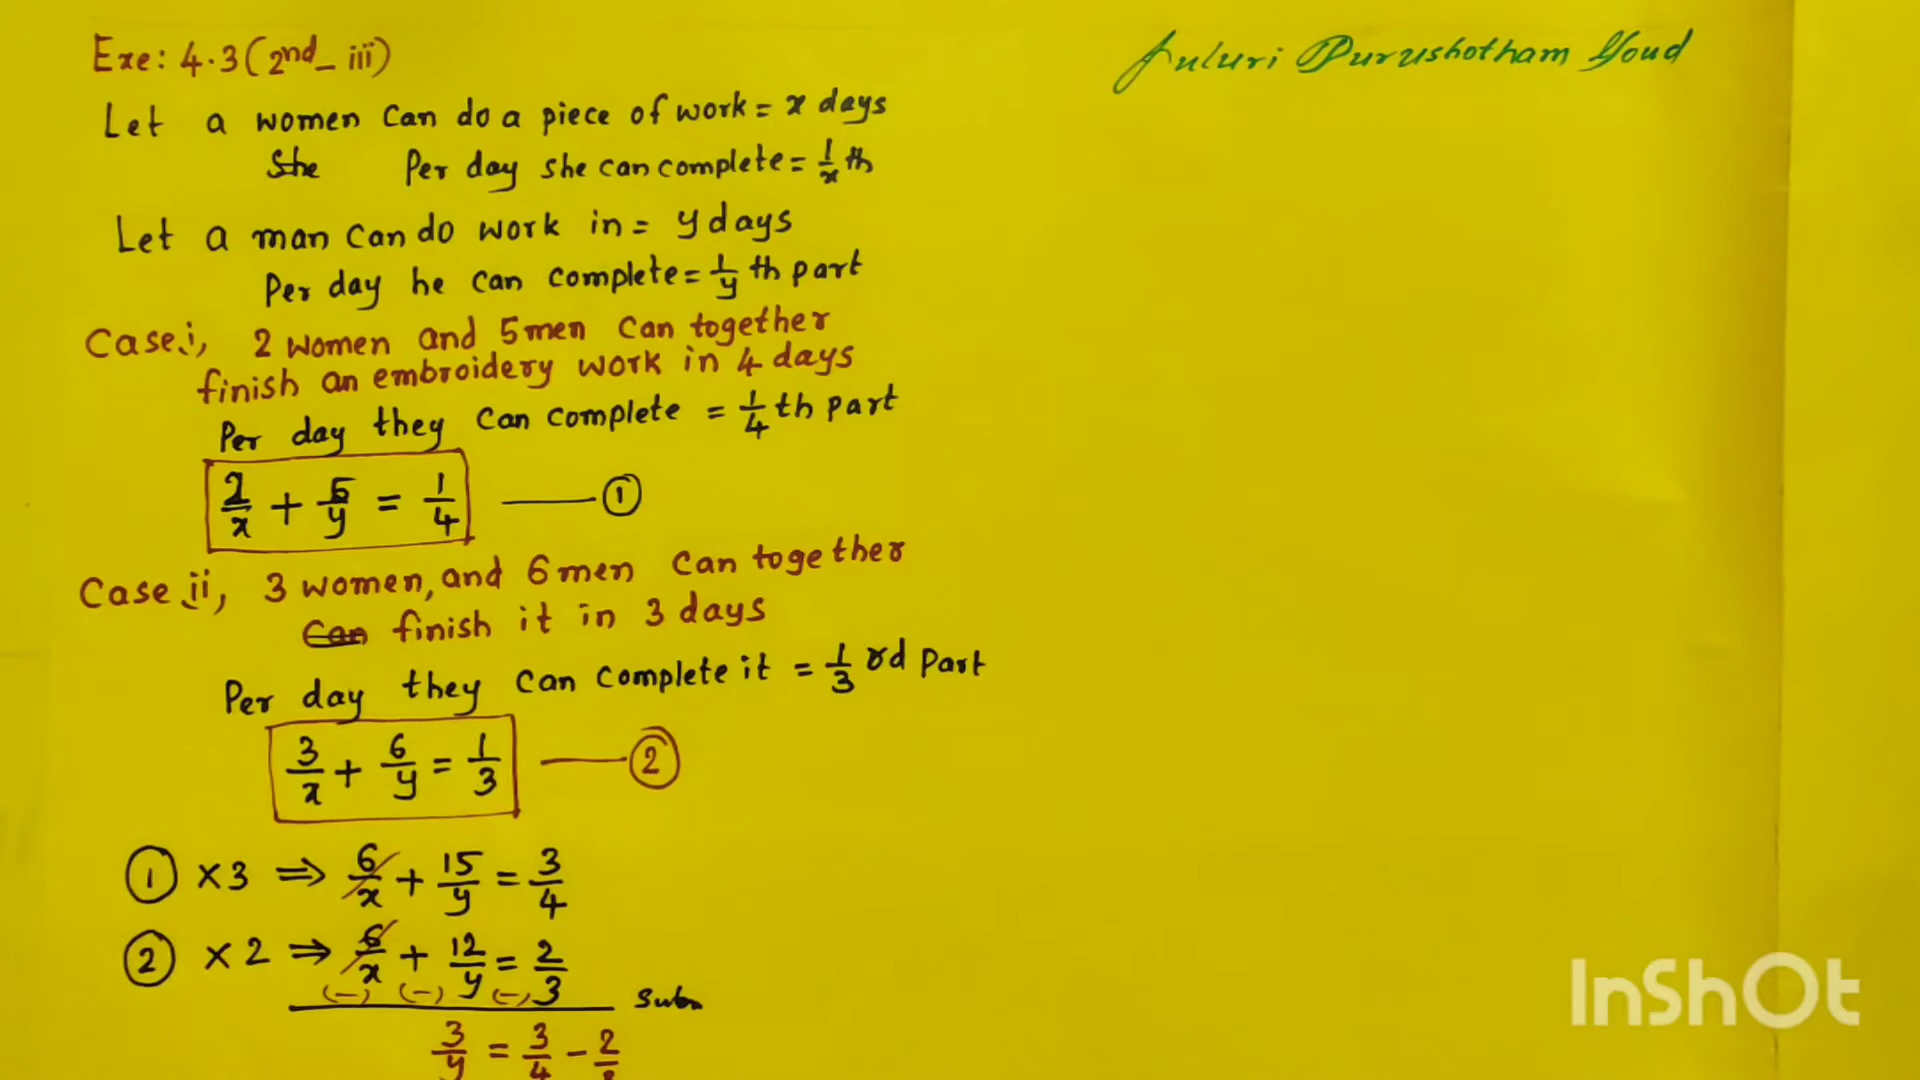 Exe: 4.3 (2nd_ iii)
Purushotham Goud
Let a women can do a piece of work = x days
She Per day she can complete = 1/x th
Let a man can do work in = y days
Per day he can complete = 1/y th part
Case i, 2 women and 5 men can together
finish an embroidery work in 4 days
Per day they can complete = 1/4 th part
2/x + 5/y = 1/4 —— ①
Case ii, 3 women, and 6 men can together
can finish it in 3 days
Per day they can complete it = 1/3 rd part
3/x + 6/y = 1/3 —— ②
① × 3 ⇒ 6/x + 15/y = 3/4
② × 2 ⇒ 6/x + 12/y = 2/3
(-) (-) (-)
3/y = 3/4 - 2/3
InShOt